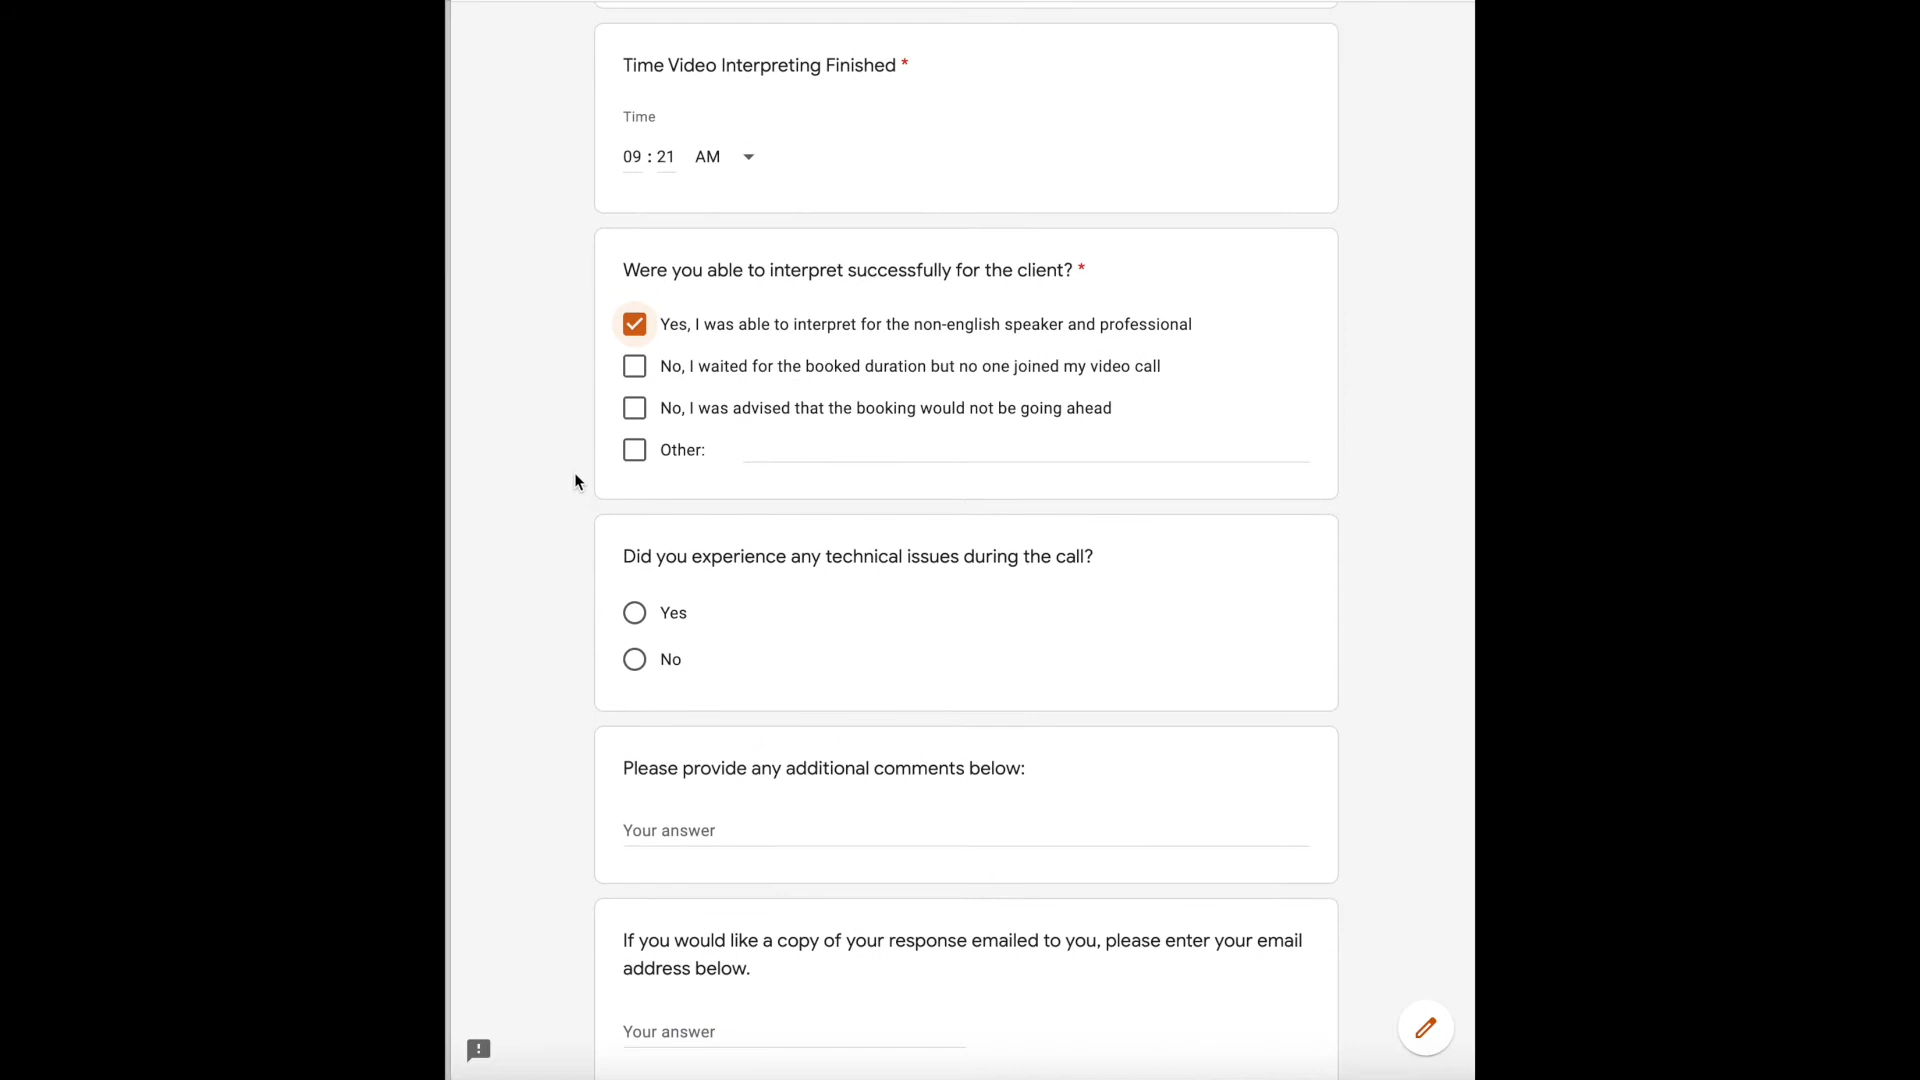 Time Video Interpreting Finished *
Time
09 : 21 AM
Were you able to interpret successfully for the client? *
Yes, I was able to interpret for the non-english speaker and professional
No, I waited for the booked duration but no one joined my video call
No, I was advised that the booking would not be going ahead
Other:
Did you experience any technical issues during the call?
Yes
No
Please provide any additional comments below:
Your answer
If you would like a copy of your response emailed to you, please enter your email
address below.
Your answer